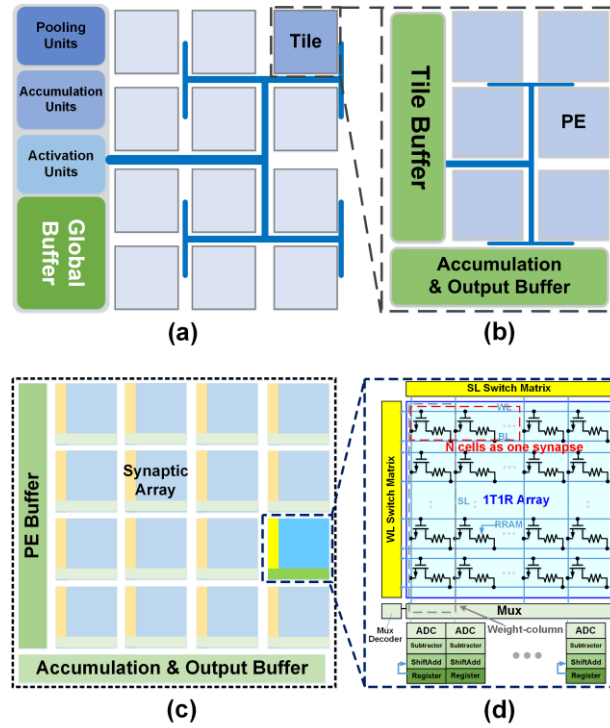 Pooling
Units
Accumulation
Units
Activation
Units
Global
Buffer
Tile
(a)
Tile Buffer
PE
Accumulation
& Output Buffer
(b)
PE Buffer
Synaptic
Array
Accumulation & Output Buffer
(c)
SL Switch Matrix
WL Switch Matrix
WL
BL
N cells as one synapse
SL
1T1R Array
RRAM
Mux
Mux
Decoder
Weight-column
ADC
ADC
ADC
Subtractor
Subtractor
Subtractor
ShiftAdd
ShiftAdd
ShiftAdd
Register
Register
Register
(d)